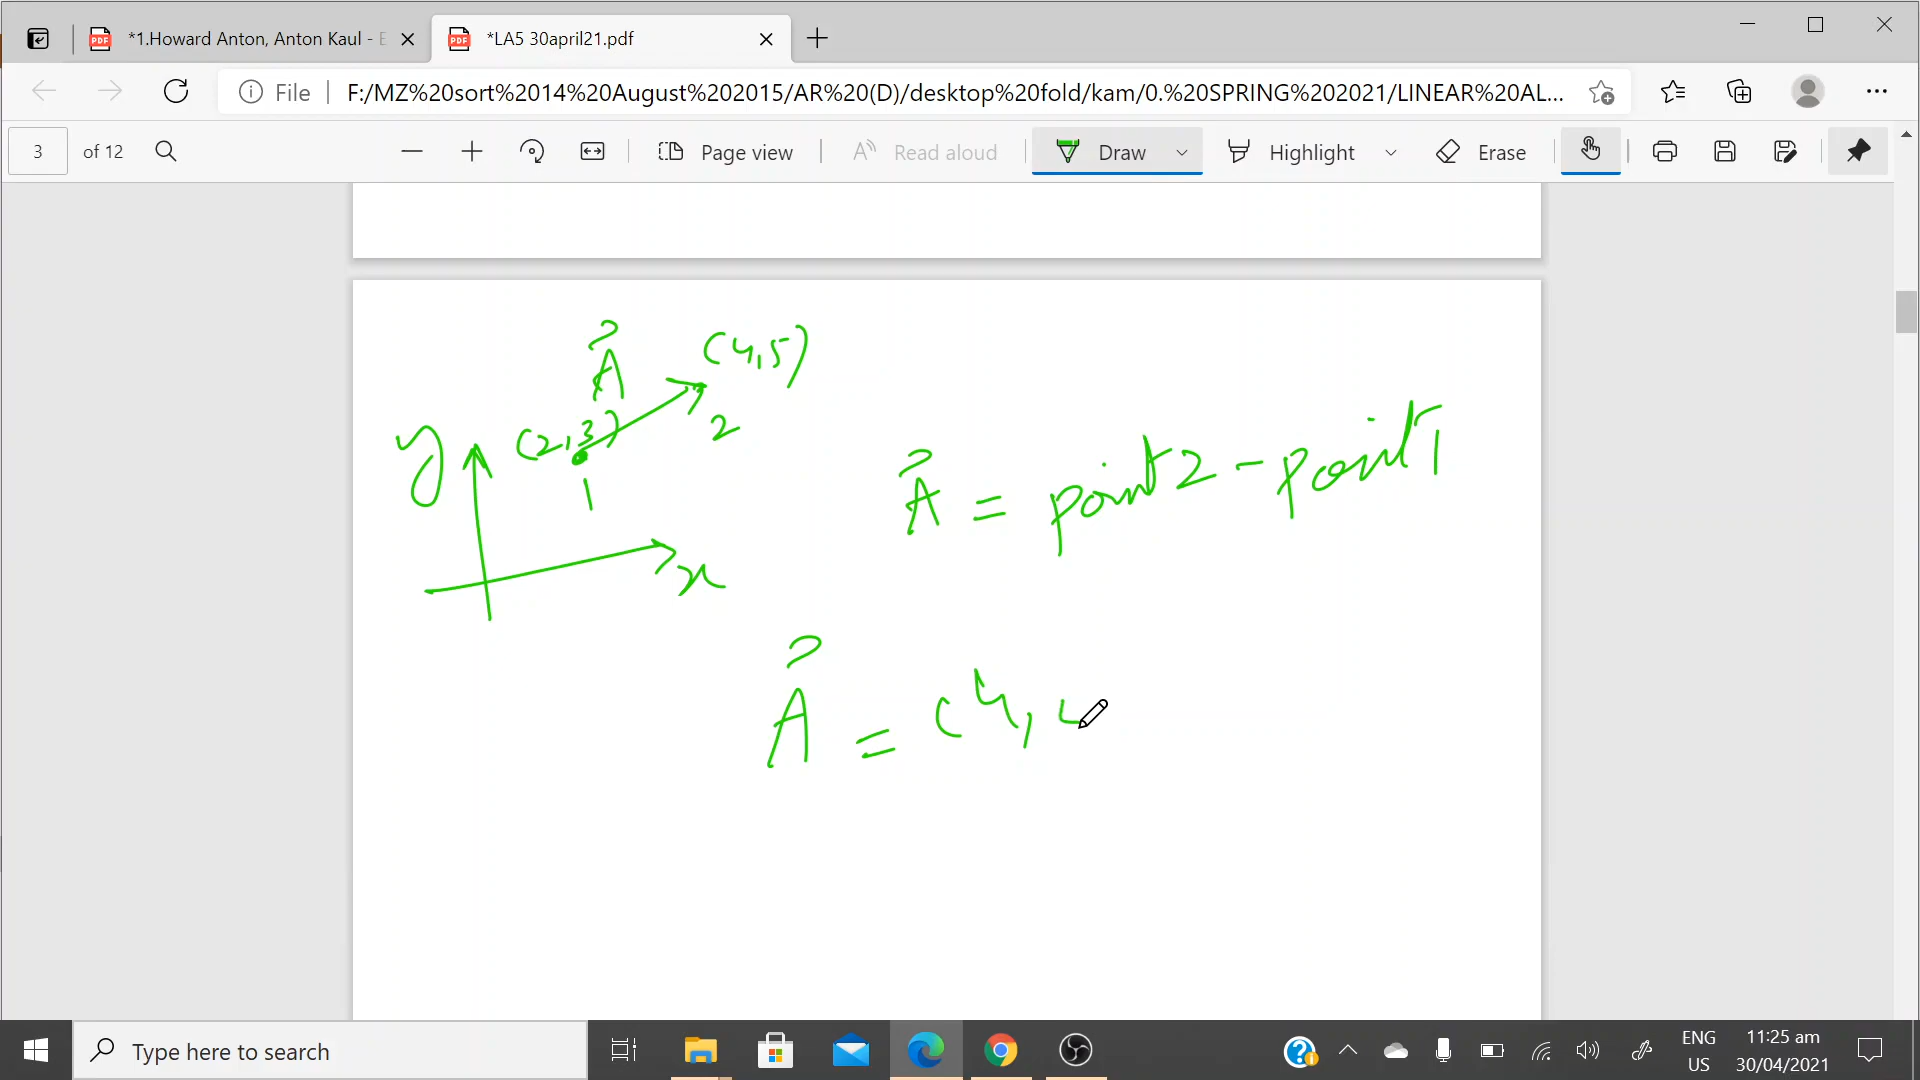 *1.Howard Anton, Anton Kaul - E
*LA5 30april21.pdf
File
F:/MZ%20sort%2014%20August%202015/AR%20(D)/desktop%20fold/kam/0.%20SPRING%202021/LINEAR%20AL...
3 of 12
Page view
Read aloud
Draw
Highlight
Erase
A (4,5)
y (2,3) 2
1
x
A = point 2 - point 1
A = (4,
Type here to search
ENG
US
11:25 am
30/04/2021